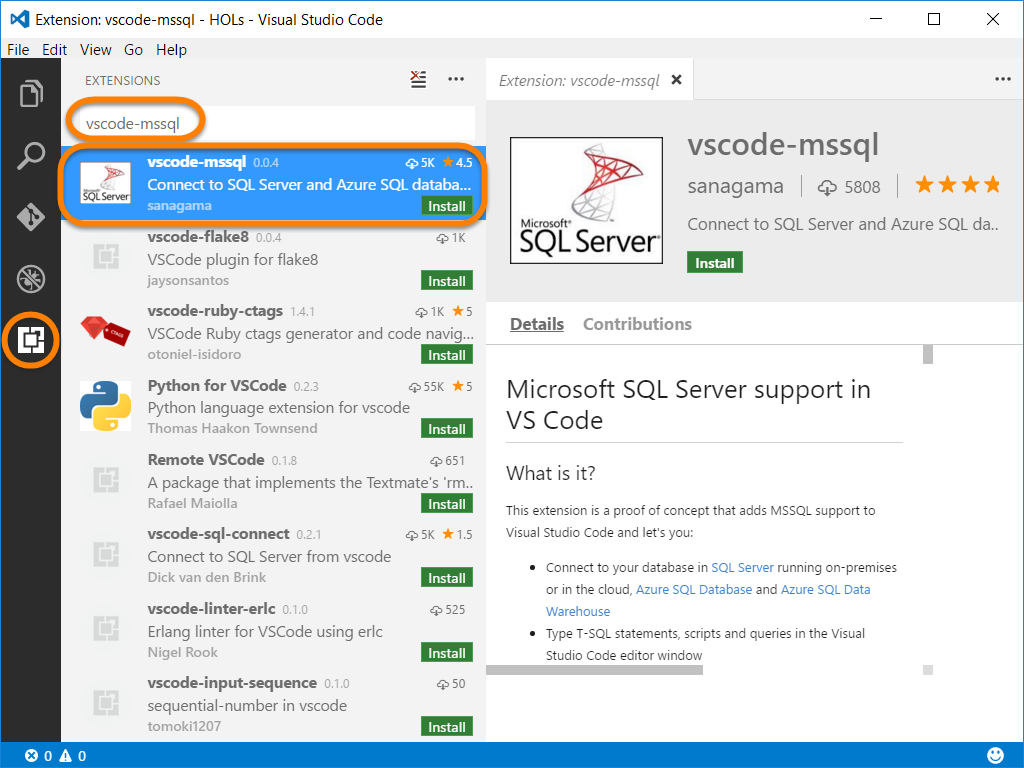 Extension: vscode-mssql - HOLs - Visual Studio Code
File Edit View Go Help
EXTENSIONS
vscode-mssql
vscode-mssql 0.0.4 5K 4.5
Connect to SQL Server and Azure SQL databa...
sanagama Install
Microsoft®
SQL Server
vscode-flake8 0.0.4 1K
VSCode plugin for flake8
jaysonsantos Install
vscode-ruby-ctags 1.4.1 1K 5
VSCode Ruby ctags generator and code navig...
otoniel-isidoro Install
CTAGS
Python for VSCode 0.2.3 55K 5
Python language extension for vscode
Thomas Haakon Townsend Install
Remote VSCode 0.1.8 651
A package that implements the Textmate's 'rm..
Rafael Maiolla Install
vscode-sql-connect 0.2.1 5K 1.5
Connect to SQL Server from vscode
Dick van den Brink Install
vscode-linter-erlc 0.1.0 525
Erlang linter for VSCode using erlc
Nigel Rook Install
vscode-input-sequence 0.1.0 50
sequential-number in vscode
tomoki1207 Install
Extension: vscode-mssql
Microsoft®
SQL Server®
vscode-mssql
sanagama 5808
Connect to SQL Server and Azure SQL da..
Install
Details Contributions
Microsoft SQL Server support in
VS Code
What is it?
This extension is a proof of concept that adds MSSQL support to
Visual Studio Code and let's you:
Connect to your database in SQL Server running on-premises
or in the cloud, Azure SQL Database and Azure SQL Data
Warehouse
Type T-SQL statements, scripts and queries in the Visual
Studio Code editor window
0 0